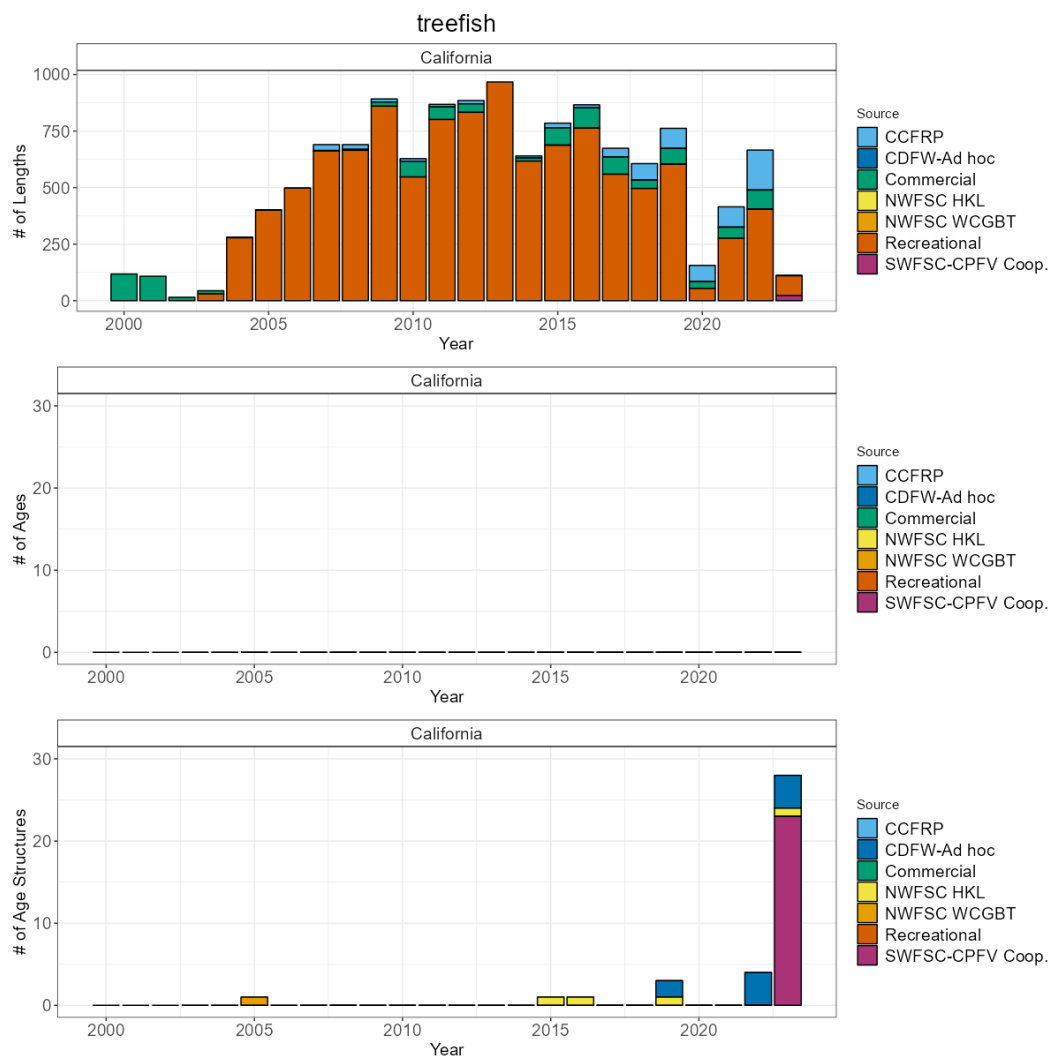 treefish
California
1000
750
500
250
0
# of Lengths
2000 2005 2010 2015 2020
Year
Source
CCFRP
CDFW-Ad hoc
Commercial
NWFSC HKL
NWFSC WCGBT
Recreational
SWFSC-CPFV Coop.
California
30
20
10
0
# of Ages
2000 2005 2010 2015 2020
Year
Source
CCFRP
CDFW-Ad hoc
Commercial
NWFSC HKL
NWFSC WCGBT
Recreational
SWFSC-CPFV Coop.
California
30
20
10
0
# of Age Structures
2000 2005 2010 2015 2020
Year
Source
CCFRP
CDFW-Ad hoc
Commercial
NWFSC HKL
NWFSC WCGBT
Recreational
SWFSC-CPFV Coop.